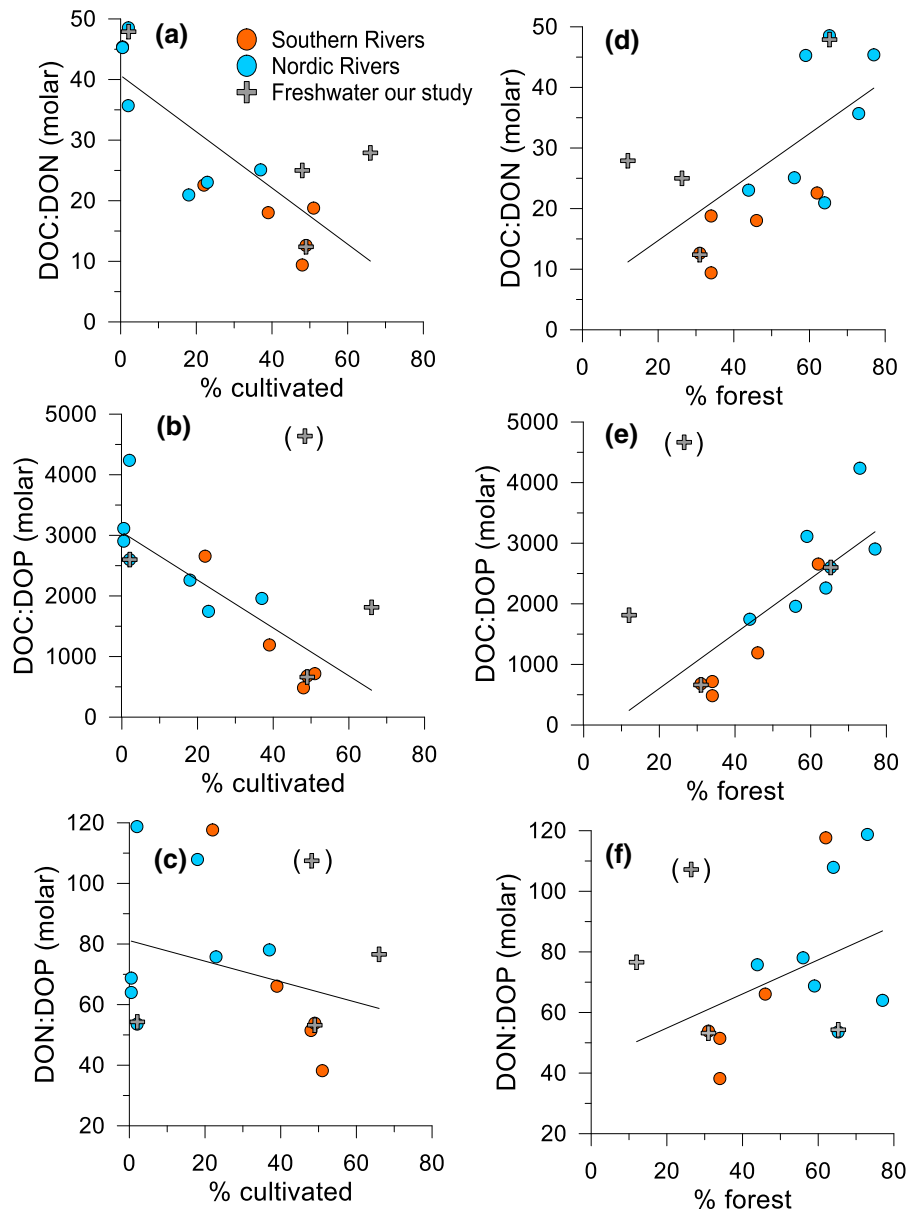 (a)
Southern Rivers
Nordic Rivers
Freshwater our study
DOC:DON (molar)
50
40
30
20
10
0
0 20 40 60 80
% cultivated
(d)
DOC:DON (molar)
50
40
30
20
10
0
0 20 40 60 80
% forest
(b)
( )
DOC:DOP (molar)
5000
4000
3000
2000
1000
0
0 20 40 60 80
% cultivated
(e)
( )
DOC:DOP (molar)
5000
4000
3000
2000
1000
0
0 20 40 60 80
% forest
(c)
( )
DON:DOP (molar)
120
100
80
60
40
20
0 20 40 60 80
% cultivated
(f)
( )
DON:DOP (molar)
120
100
80
60
40
20
0 20 40 60 80
% forest